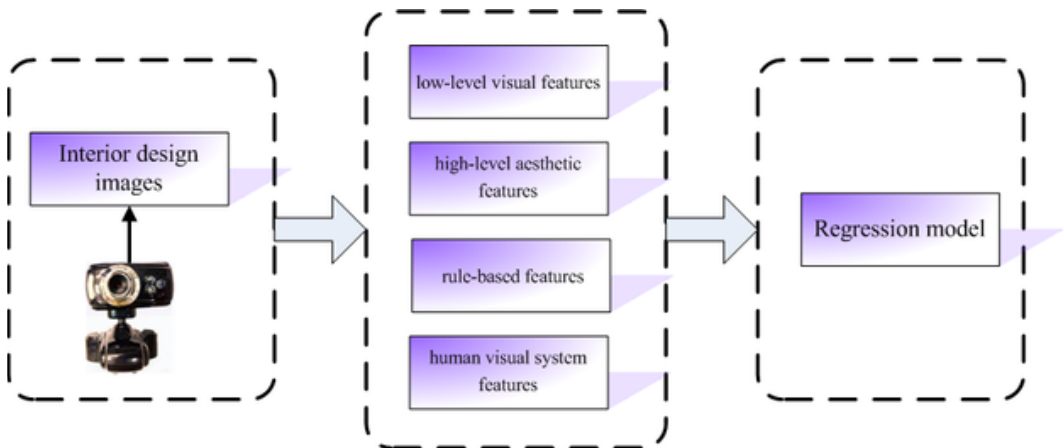 Interior design
images
low-level visual features
high-level aesthetic
features
rule-based features
human visual system
features
Regression model